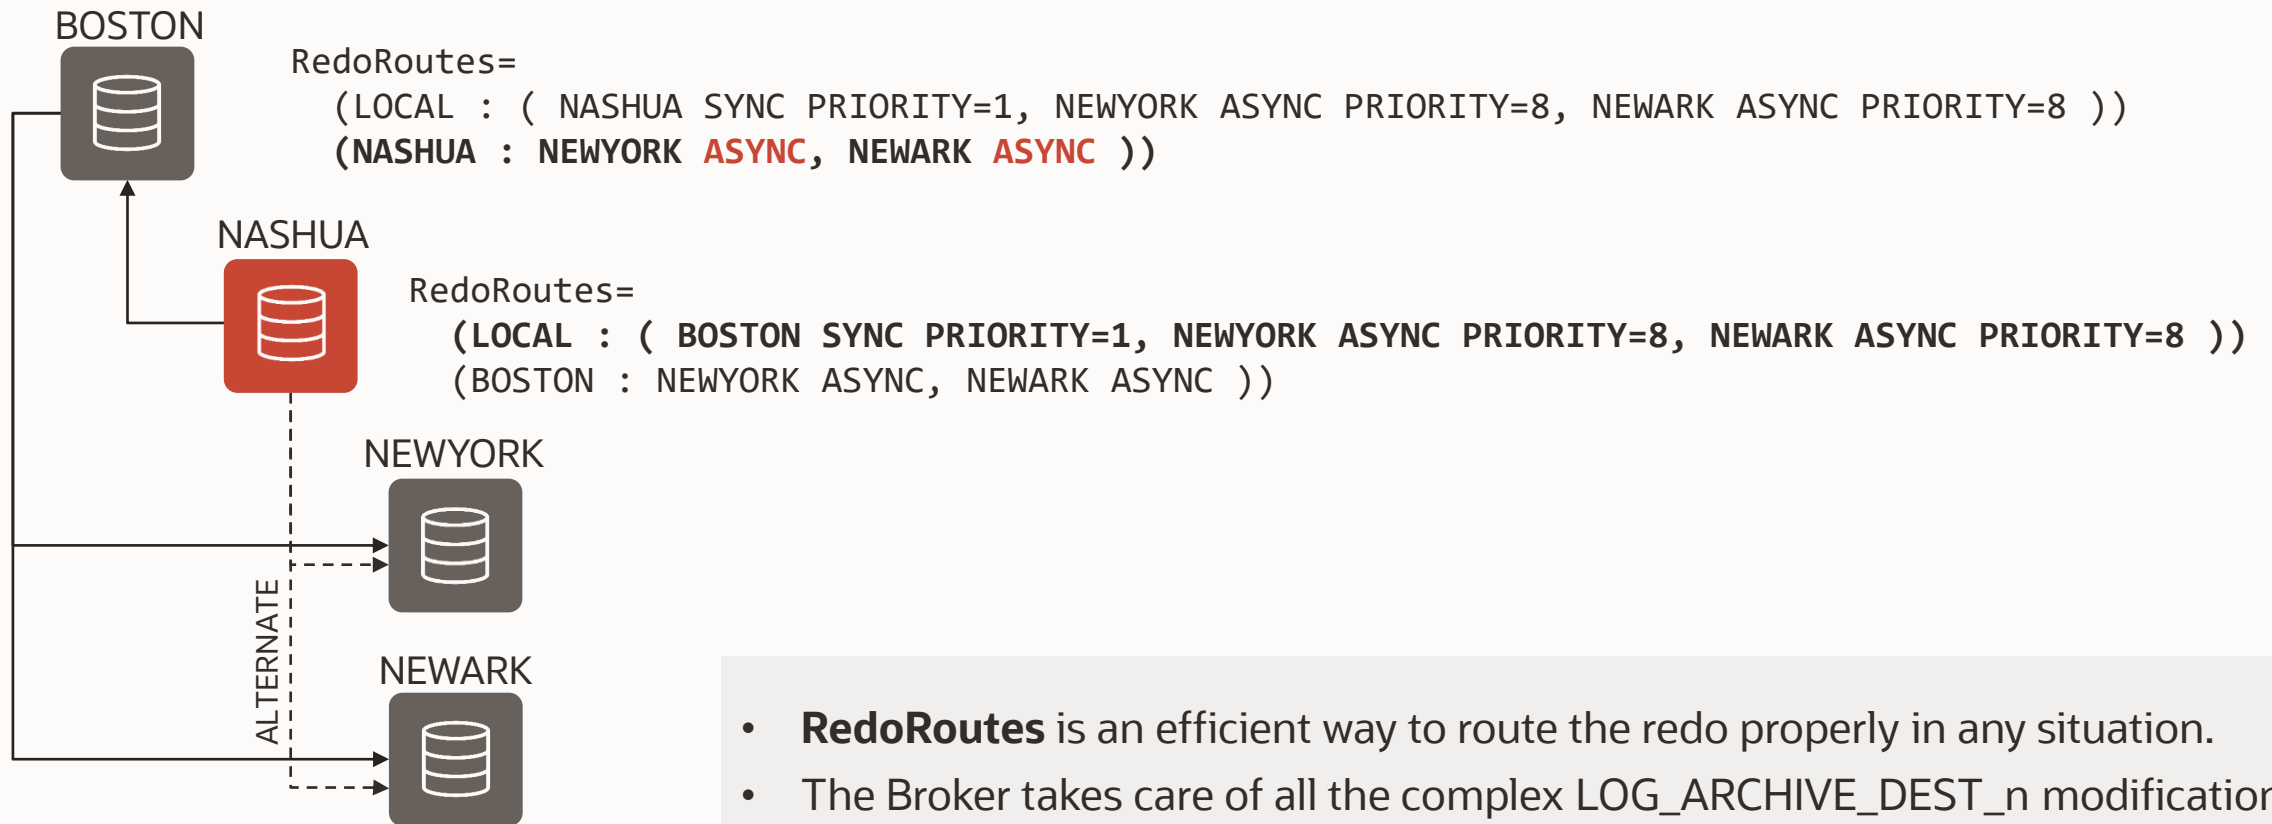 BOSTON
RedoRoutes=
(LOCAL : ( NASHUA SYNC PRIORITY=1, NEWYORK ASYNC PRIORITY=8, NEWARK ASYNC PRIORITY=8 ))
(NASHUA : NEWYORK ASYNC, NEWARK ASYNC ))
NASHUA
RedoRoutes=
(LOCAL : ( BOSTON SYNC PRIORITY=1, NEWYORK ASYNC PRIORITY=8, NEWARK ASYNC PRIORITY=8 ))
(BOSTON : NEWYORK ASYNC, NEWARK ASYNC ))
NEWYORK
ALTERNATE
NEWARK
• RedoRoutes is an efficient way to route the redo properly in any situation.
• The Broker takes care of all the complex LOG_ARCHIVE_DEST_n modification